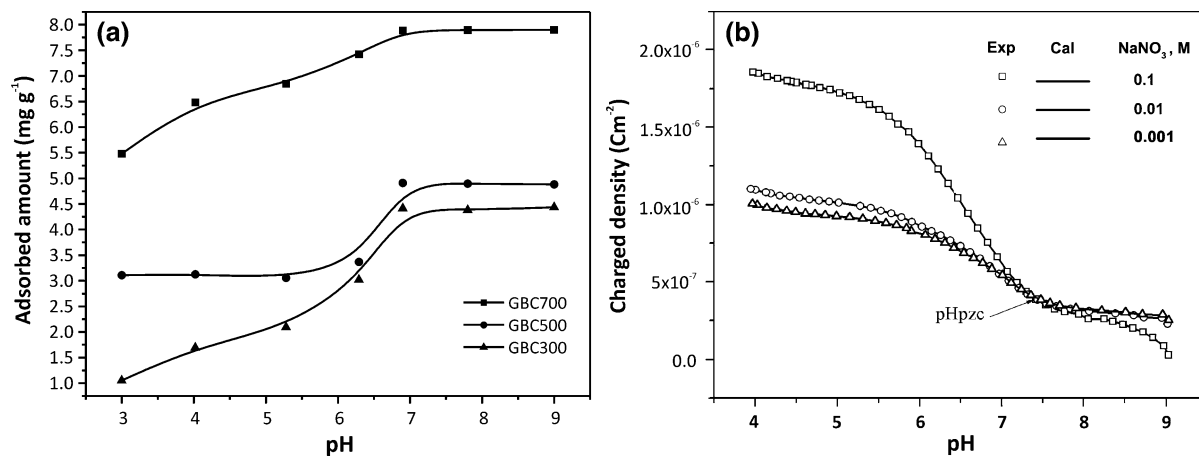 (a)
Adsorbed amount (mg g⁻¹)
8.0
7.5
7.0
6.5
6.0
5.5
5.0
4.5
4.0
3.5
3.0
2.5
2.0
1.5
1.0
GBC700
GBC500
GBC300
3 4 5 6 7 8 9
pH
(b)
Charged density (Cm⁻²)
2.0x10⁻⁶
1.5x10⁻⁶
1.0x10⁻⁶
5x10⁻⁷
0.0
Exp Cal NaNO₃, M
0.1
0.01
0.001
pHpzc
4 5 6 7 8 9
pH